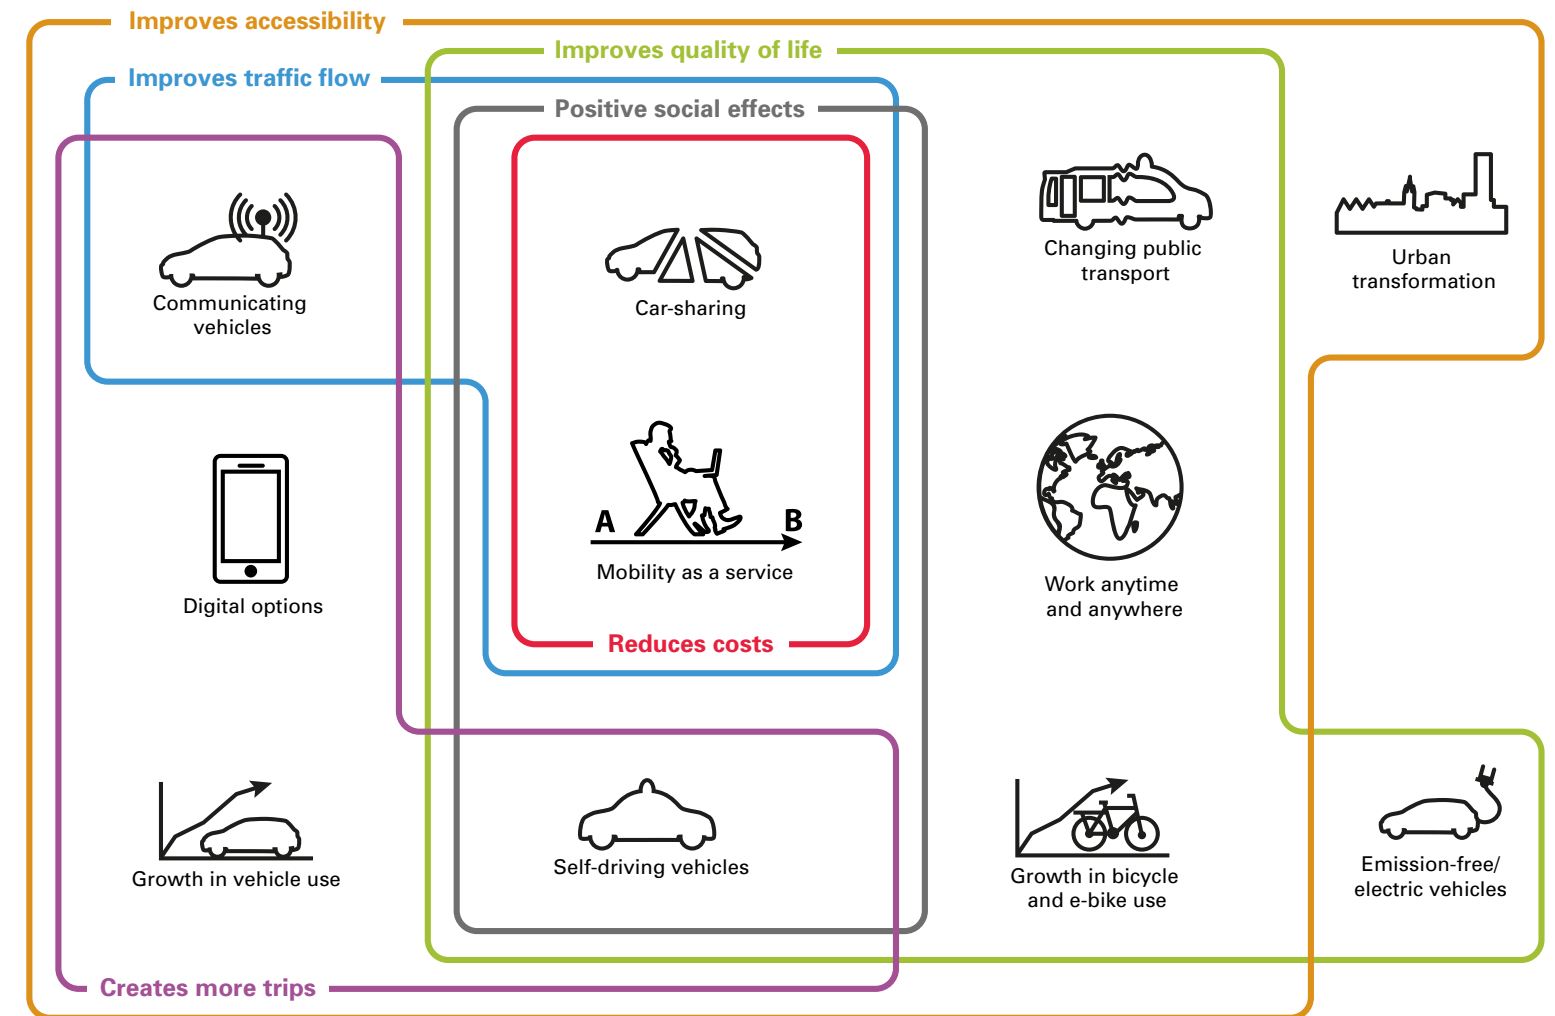 Improves accessibility
Improves quality of life
Improves traffic flow
Positive social effects
Communicating
vehicles
Car-sharing
Changing public
transport
Urban
transformation
Digital options
A
B
Mobility as a service
Work anytime
and anywhere
Reduces costs
Growth in vehicle use
Self-driving vehicles
Growth in bicycle
and e-bike use
Emission-free/
electric vehicles
Creates more trips